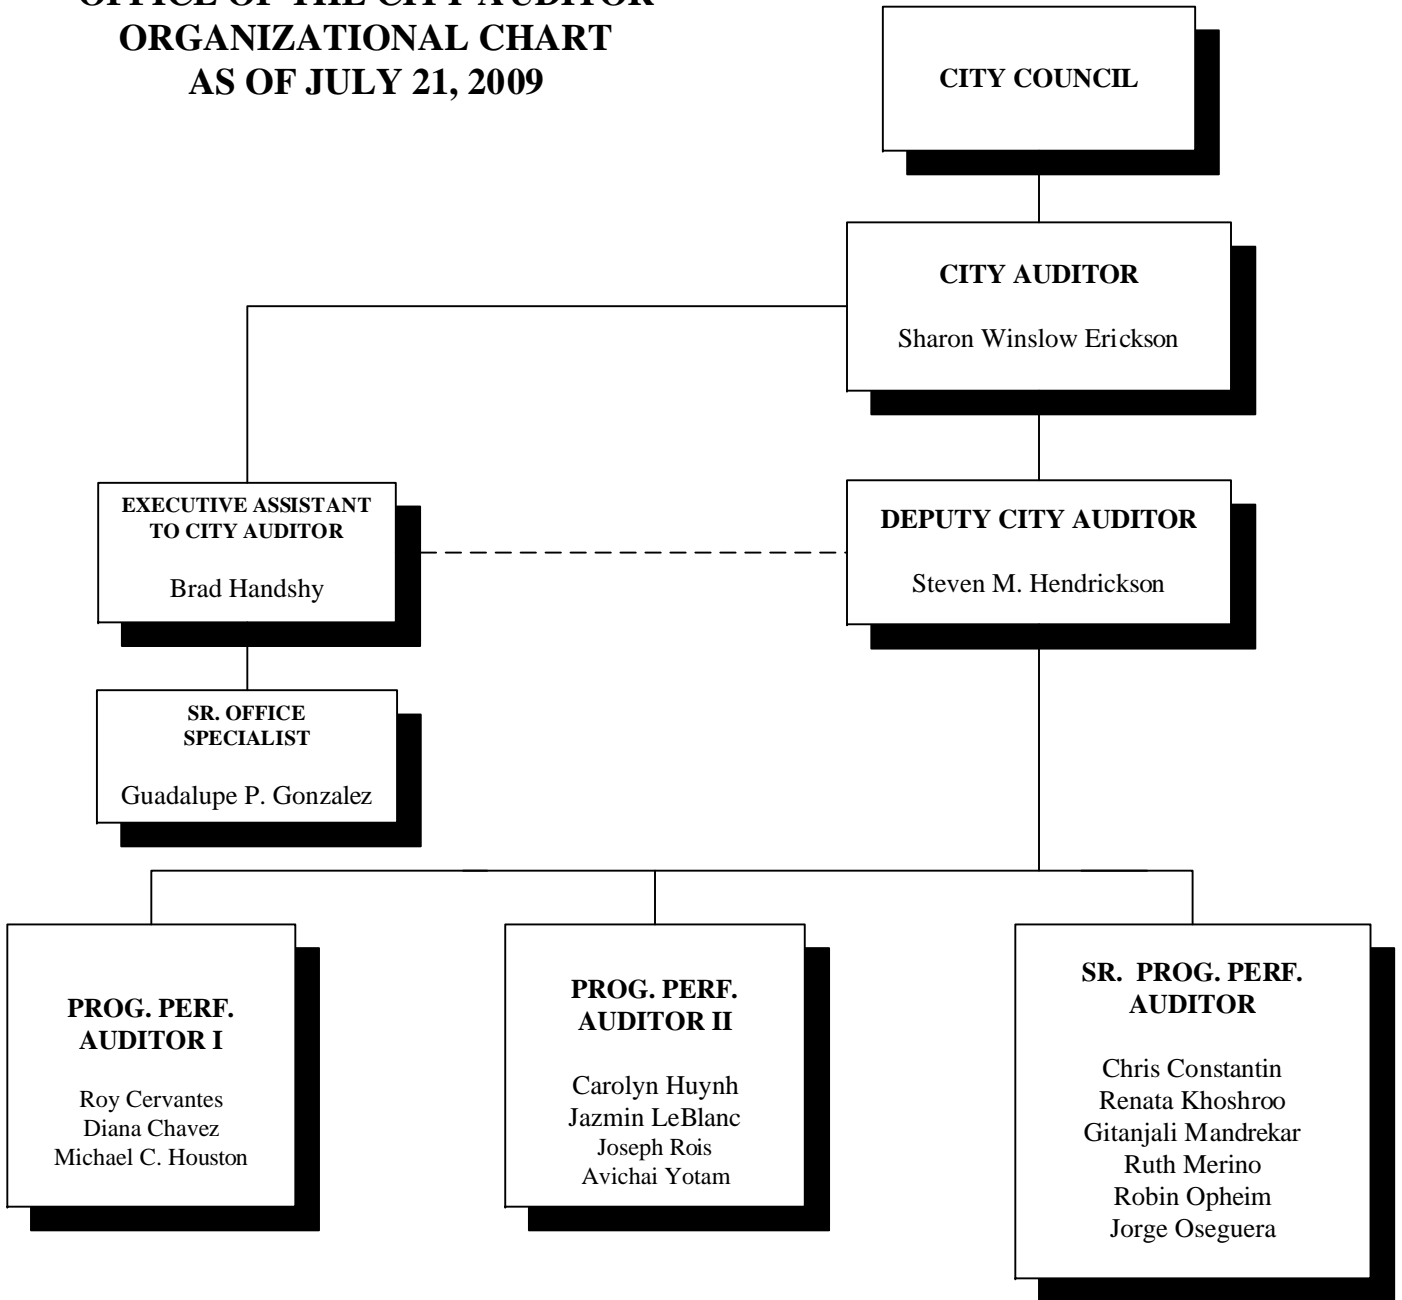 OFFICE OF THE CITY AUDITOR
ORGANIZATIONAL CHART
AS OF JULY 21, 2009
CITY COUNCIL
CITY AUDITOR
Sharon Winslow Erickson
EXECUTIVE ASSISTANT
TO CITY AUDITOR
Brad Handshy
DEPUTY CITY AUDITOR
Steven M. Hendrickson
SR. OFFICE
SPECIALIST
Guadalupe P. Gonzalez
PROG. PERF.
AUDITOR I
Roy Cervantes
Diana Chavez
Michael C. Houston
PROG. PERF.
AUDITOR II
Carolyn Huynh
Jazmin LeBlanc
Joseph Rois
Avichai Yotam
SR. PROG. PERF.
AUDITOR
Chris Constantin
Renata Khoshroo
Gitanjali Mandrekar
Ruth Merino
Robin Opheim
Jorge Oseguera